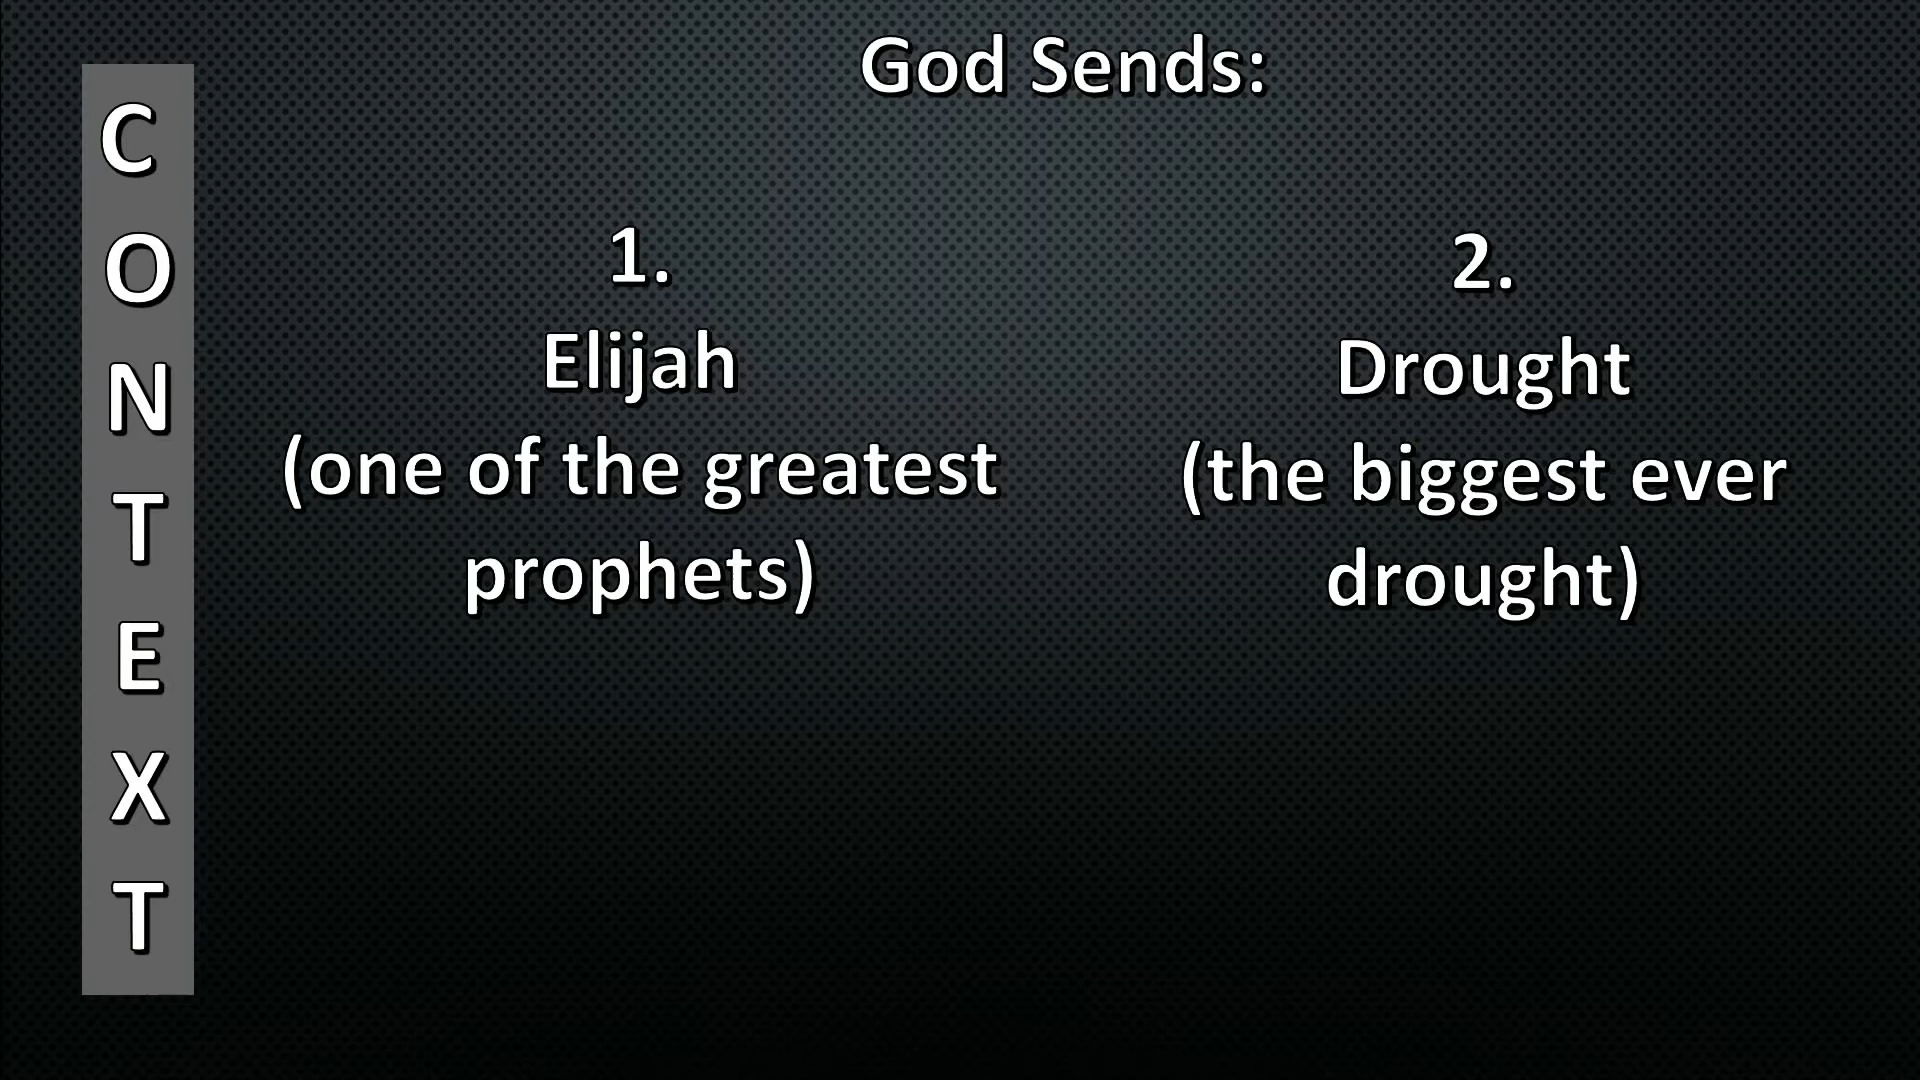 C
O
N
T
E
X
T
God Sends:
1.
Elijah
(one of the greatest
prophets)
2.
Drought
(the biggest ever
drought)